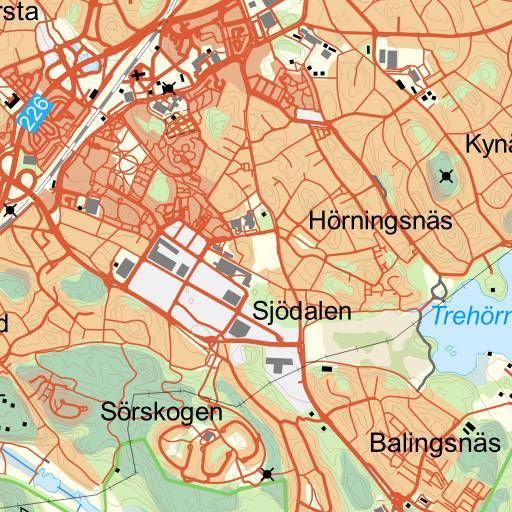 rsta
226
Kynä
Hörningsnäs
Sjödalen
Trehörn
d
Sörskogen
Balingsnäs